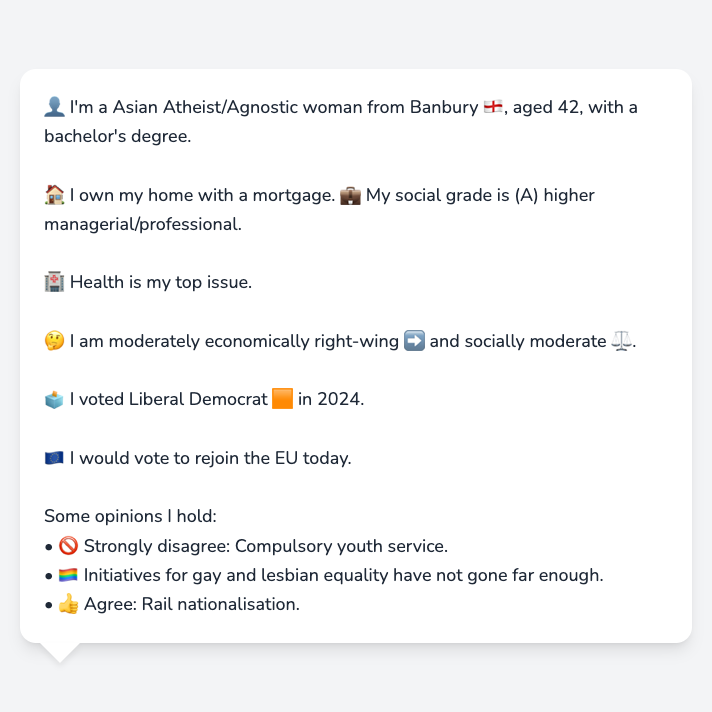 👤 I'm a Asian Atheist/Agnostic woman from Banbury 🏴󠁧󠁢󠁥󠁮󠁧󠁿, aged 42, with a
bachelor's degree.
🏠 I own my home with a mortgage. 💼 My social grade is (A) higher
managerial/professional.
🏥 Health is my top issue.
🤔 I am moderately economically right-wing ➡️ and socially moderate ⚖️.
🗳️ I voted Liberal Democrat 🟧 in 2024.
🇪🇺 I would vote to rejoin the EU today.
Some opinions I hold:
• 🚫 Strongly disagree: Compulsory youth service.
• 🏳️‍🌈 Initiatives for gay and lesbian equality have not gone far enough.
• 👍 Agree: Rail nationalisation.